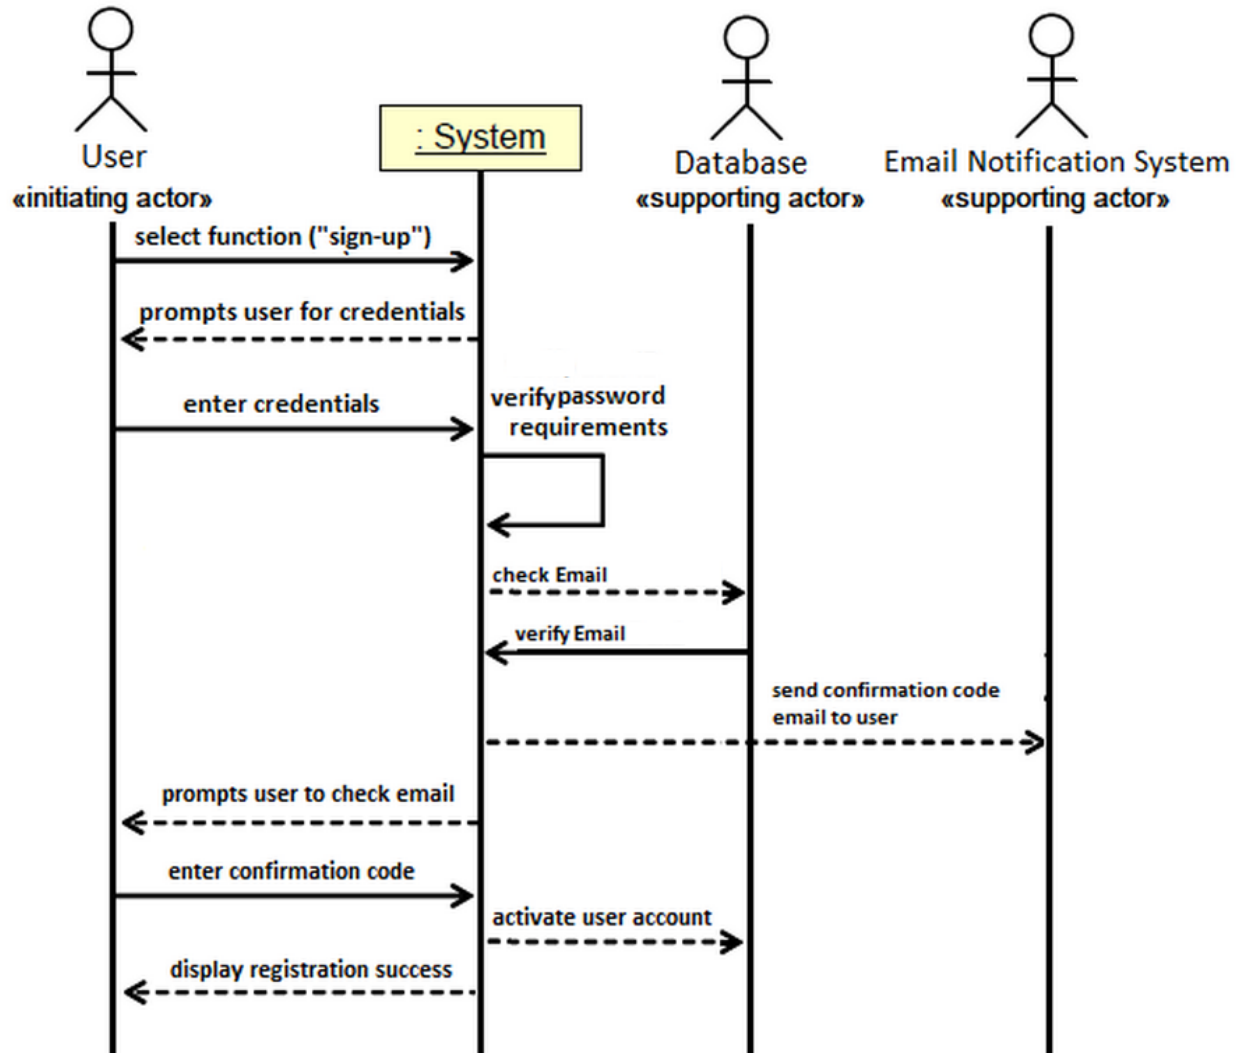 User
«initiating actor»
: System
Database
«supporting actor»
Email Notification System
«supporting actor»
select function ("sign-up")
prompts user for credentials
enter credentials
verify password
requirements
check Email
verify Email
send confirmation code
email to user
prompts user to check email
enter confirmation code
activate user account
display registration success